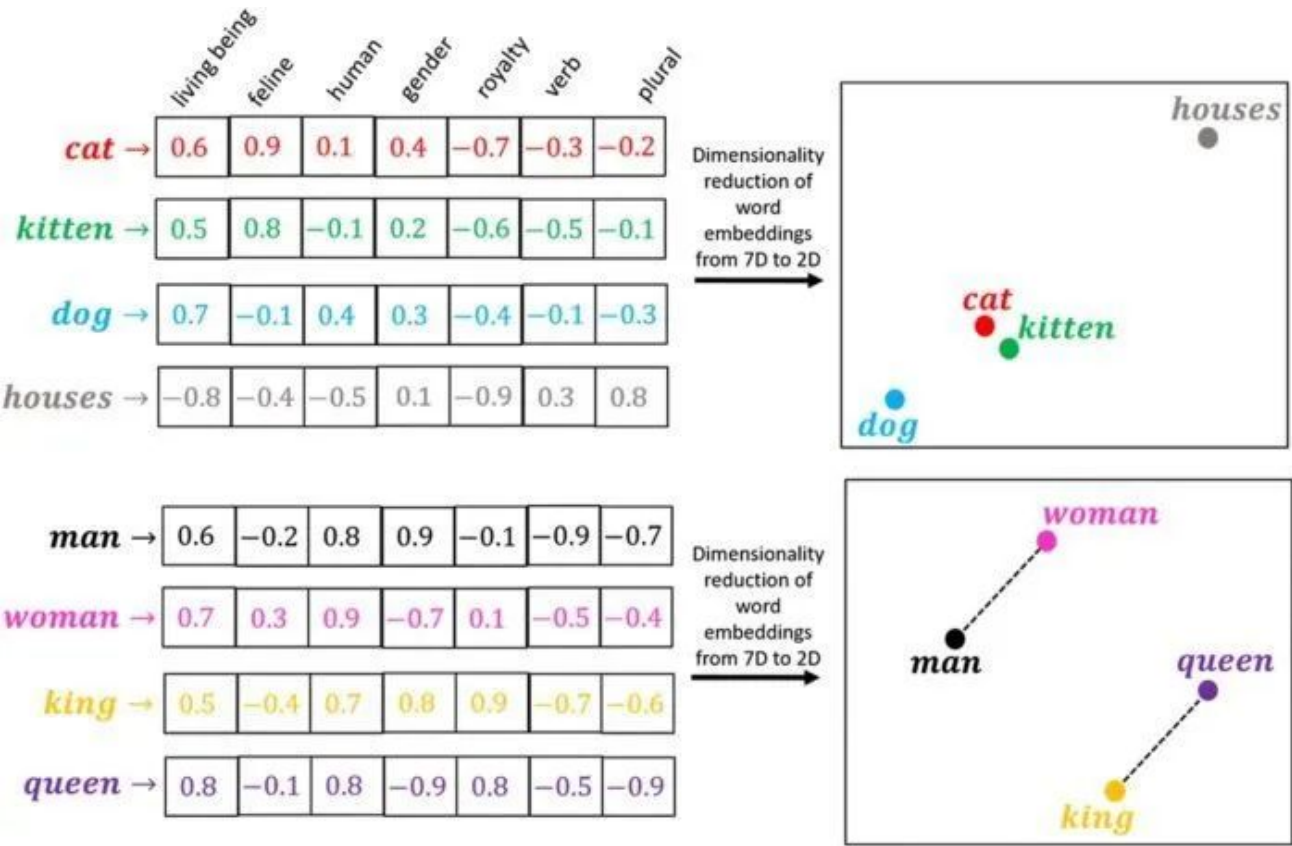 living being feline human gender royalty verb plural
cat → 0.6 0.9 0.1 0.4 −0.7 −0.3 −0.2
kitten → 0.5 0.8 −0.1 0.2 −0.6 −0.5 −0.1
dog → 0.7 −0.1 0.4 0.3 −0.4 −0.1 −0.3
houses → −0.8 −0.4 −0.5 0.1 −0.9 0.3 0.8
Dimensionality
reduction of
word
embeddings
from 7D to 2D
houses
cat
kitten
dog
man → 0.6 −0.2 0.8 0.9 −0.1 −0.9 −0.7
woman → 0.7 0.3 0.9 −0.7 0.1 −0.5 −0.4
king → 0.5 −0.4 0.7 0.8 0.9 −0.7 −0.6
queen → 0.8 −0.1 0.8 −0.9 0.8 −0.5 −0.9
Dimensionality
reduction of
word
embeddings
from 7D to 2D
woman
man
queen
king